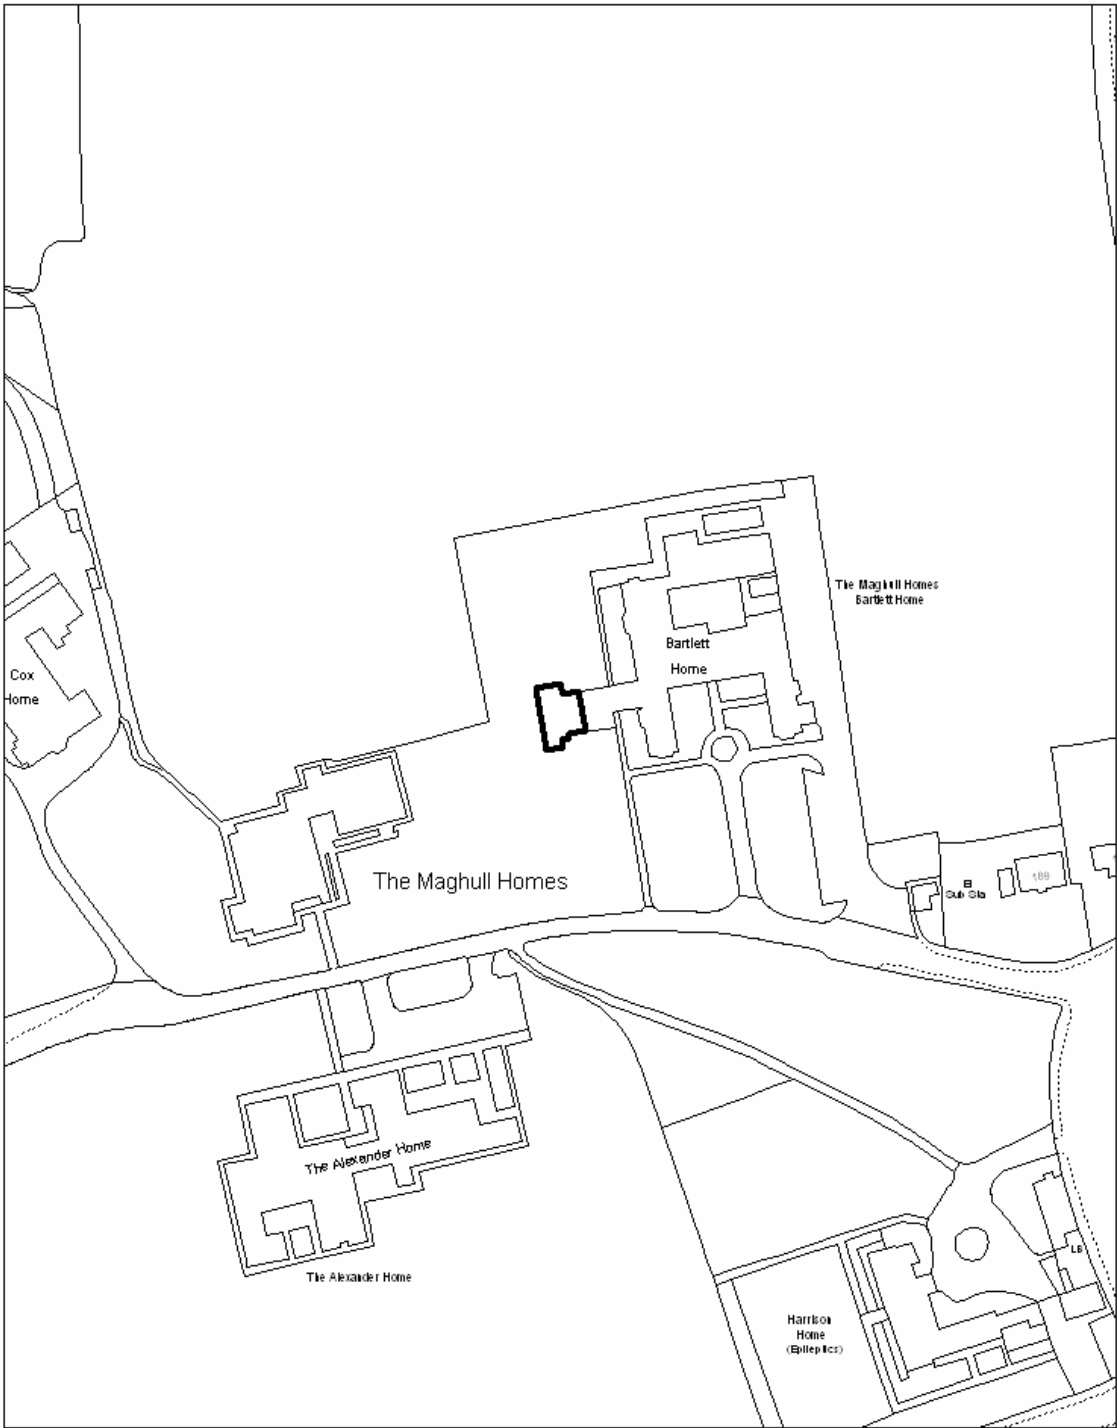 The Maghull Homes
Bartlett Home
Bartlett
Home
Cox
Home
The Maghull Homes
El
Sub Sta
189
The Alexander Home
The Alexander Home
LB
Harrison
Home
(Epileptics)